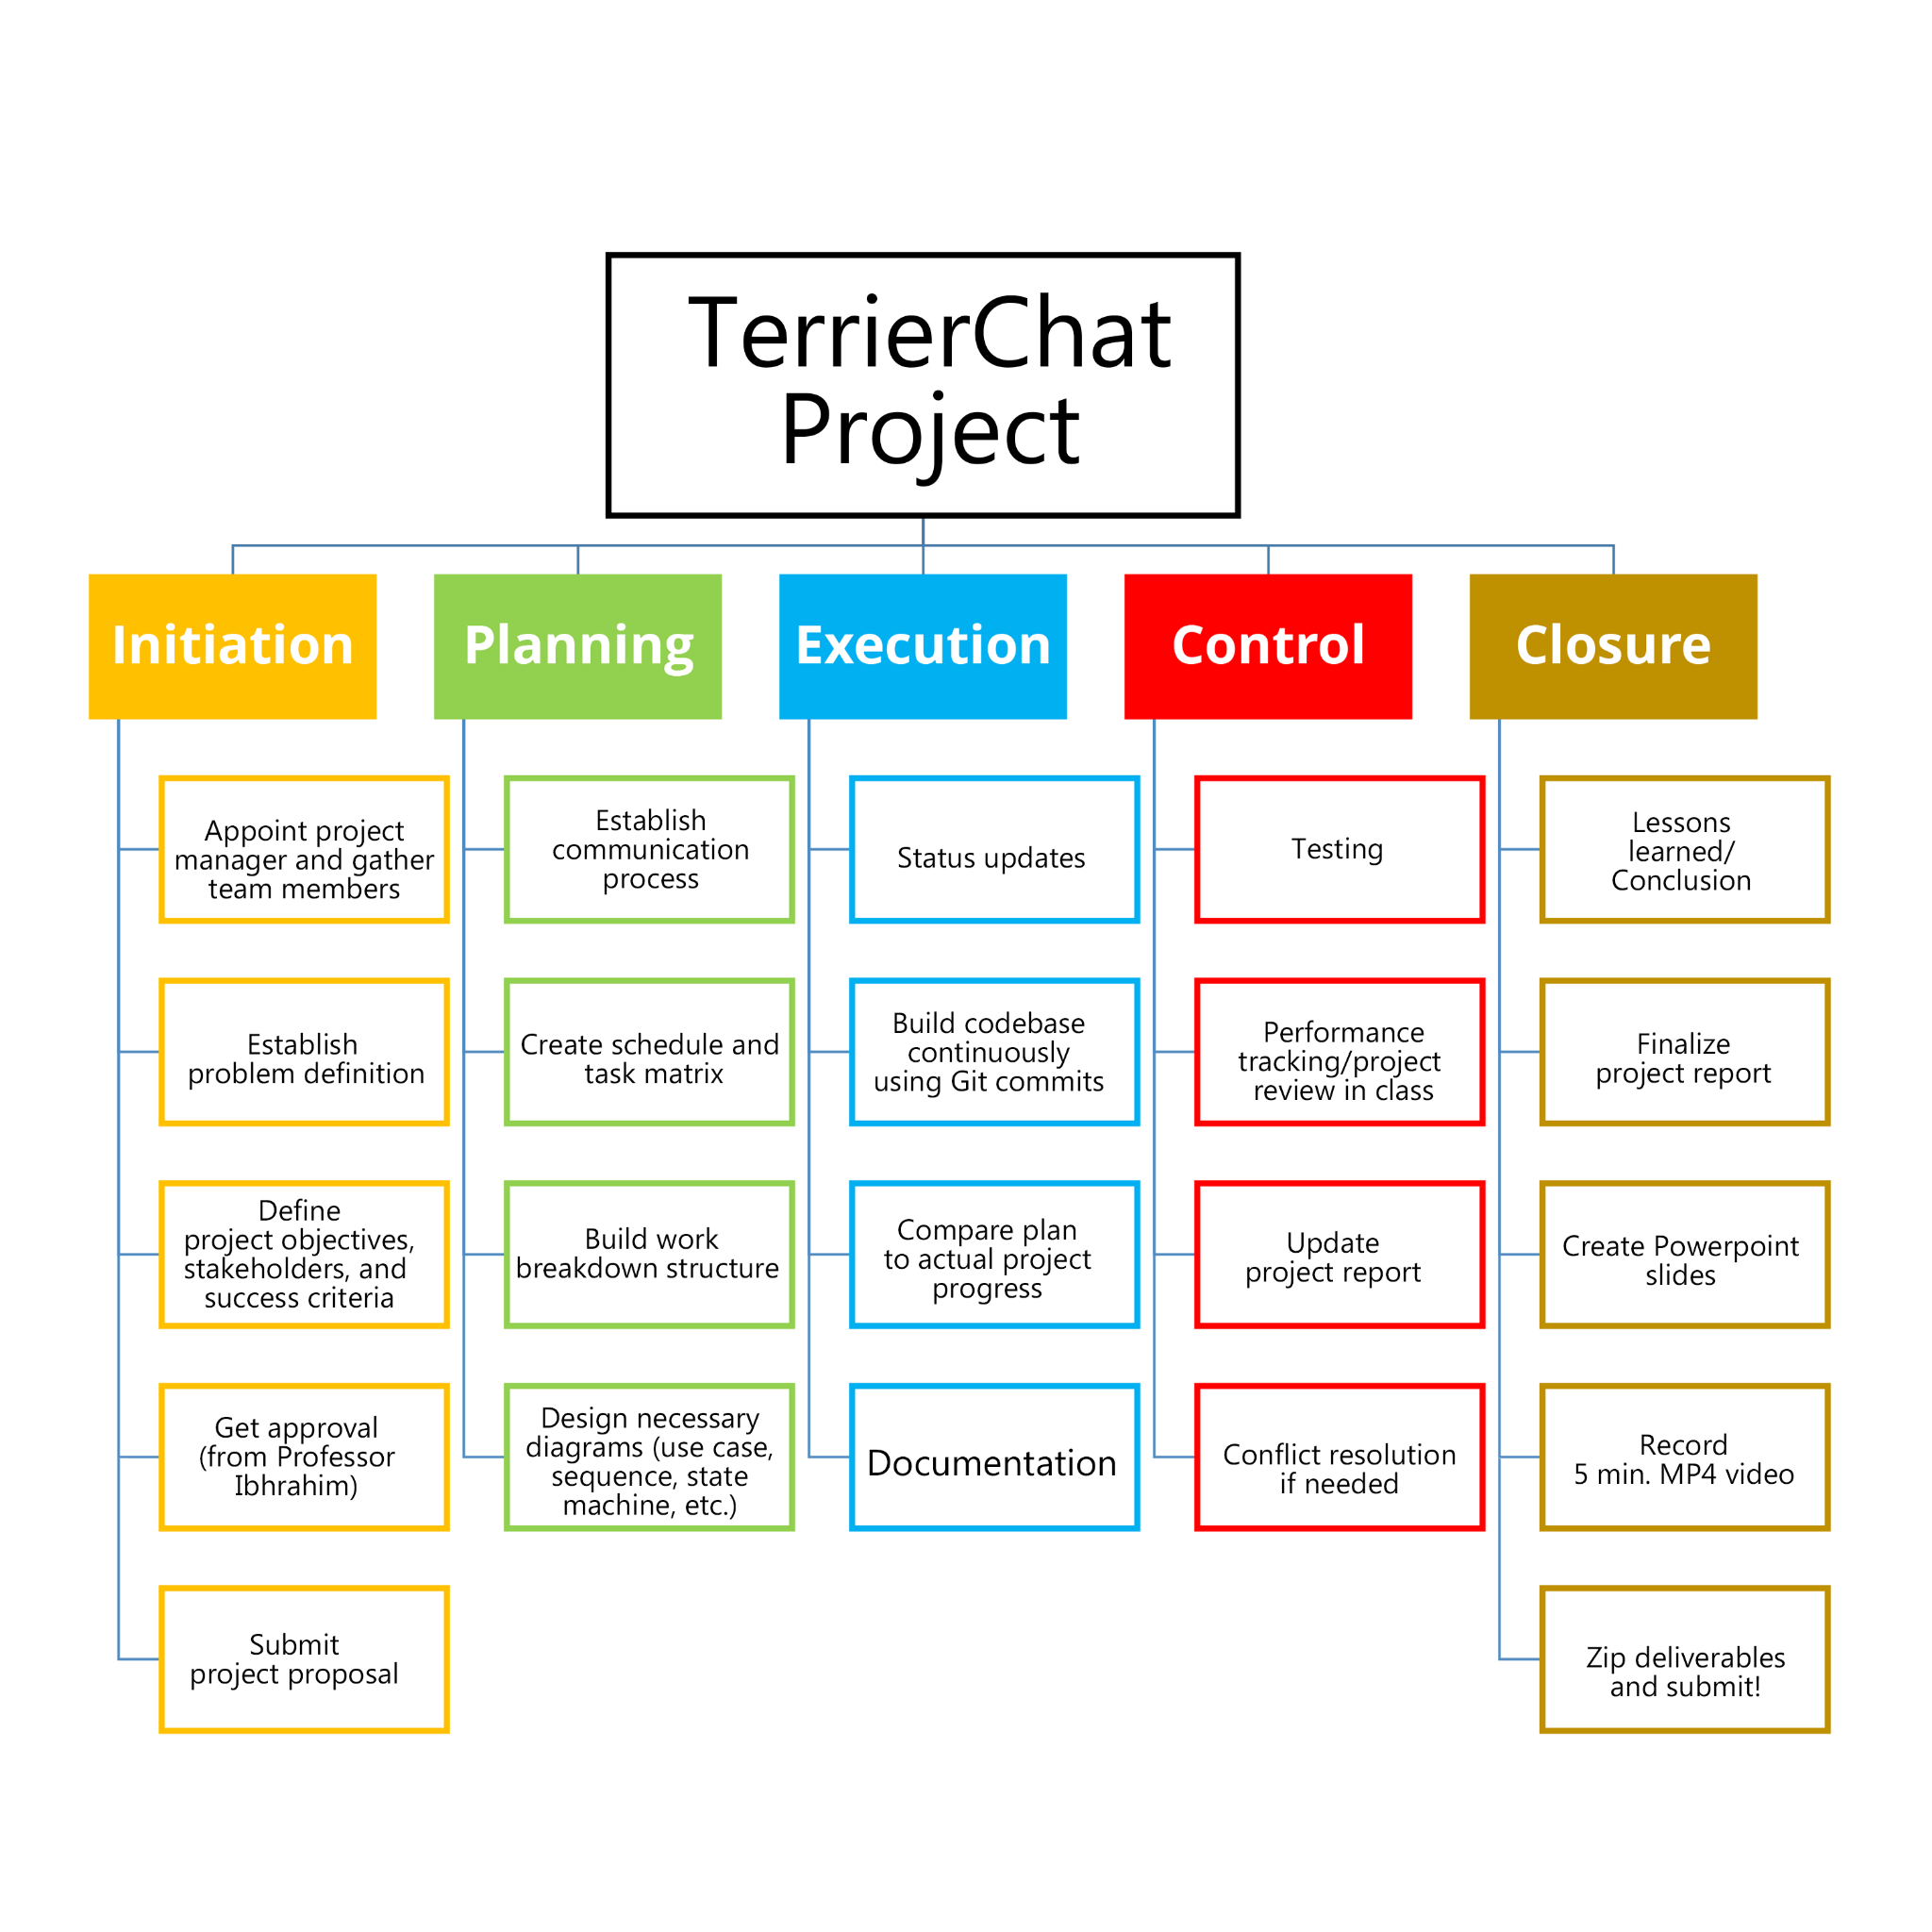 TerrierChat
Project
Initiation
Planning
Execution
Control
Closure
Appoint project
manager and gather
team members
Establish
problem definition
Define
project objectives,
stakeholders, and
success criteria
Get approval
(from Professor
Ibhrahim)
Submit
project proposal
Establish
communication
process
Create schedule and
task matrix
Build work
breakdown structure
Design necessary
diagrams (use case,
sequence, state
machine, etc.)
Status updates
Build codebase
continuously
using Git commits
Compare plan
to actual project
progress
Documentation
Testing
Performance
tracking/project
review in class
Update
project report
Conflict resolution
if needed
Lessons
learned/
Conclusion
Finalize
project report
Create Powerpoint
slides
Record
5 min. MP4 video
Zip deliverables
and submit!